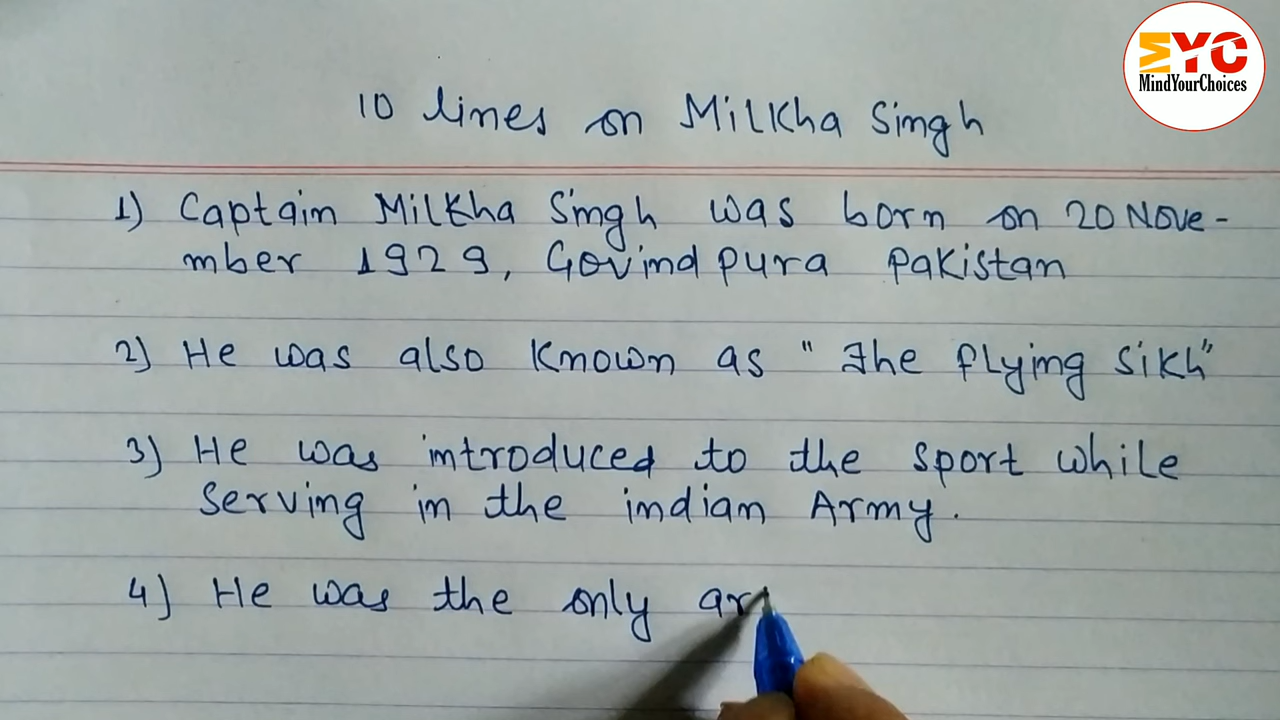 MYC
MindYourChoices
10 lines on Milkha Singh
1) Captain Milkha Singh was born on 20 Nove-
mber 1929, Govindpura Pakistan
2) He was also known as "The flying Sikh"
3) He was introduced to the sport while
serving in the indian Army.
4) He was the only